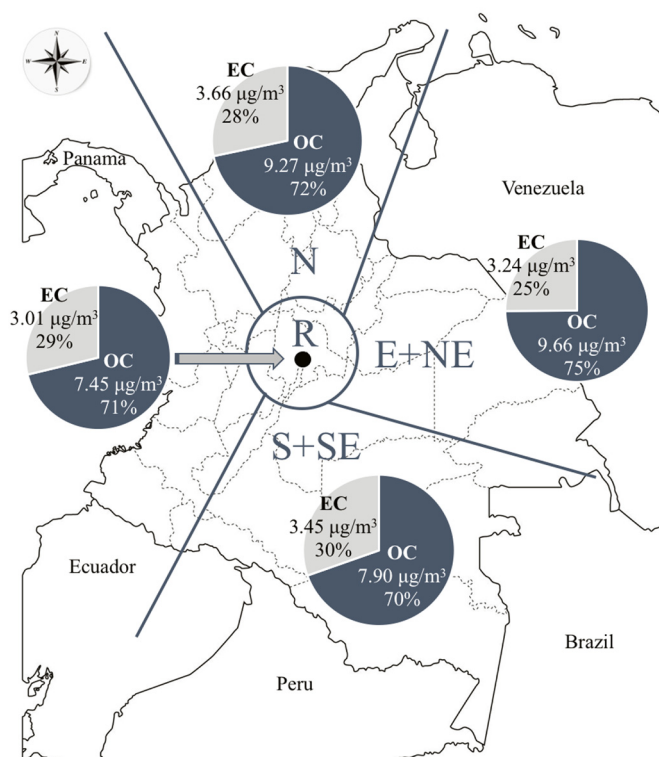 N
W
E
S
EC
3.66 µg/m³
28%
OC
9.27 µg/m³
72%
Panama
Venezuela
N
EC
3.24 µg/m³
25%
OC
9.66 µg/m³
75%
EC
3.01 µg/m³
29%
OC
7.45 µg/m³
71%
R
E+NE
S+SE
EC
3.45 µg/m³
30%
OC
7.90 µg/m³
70%
Ecuador
Brazil
Peru